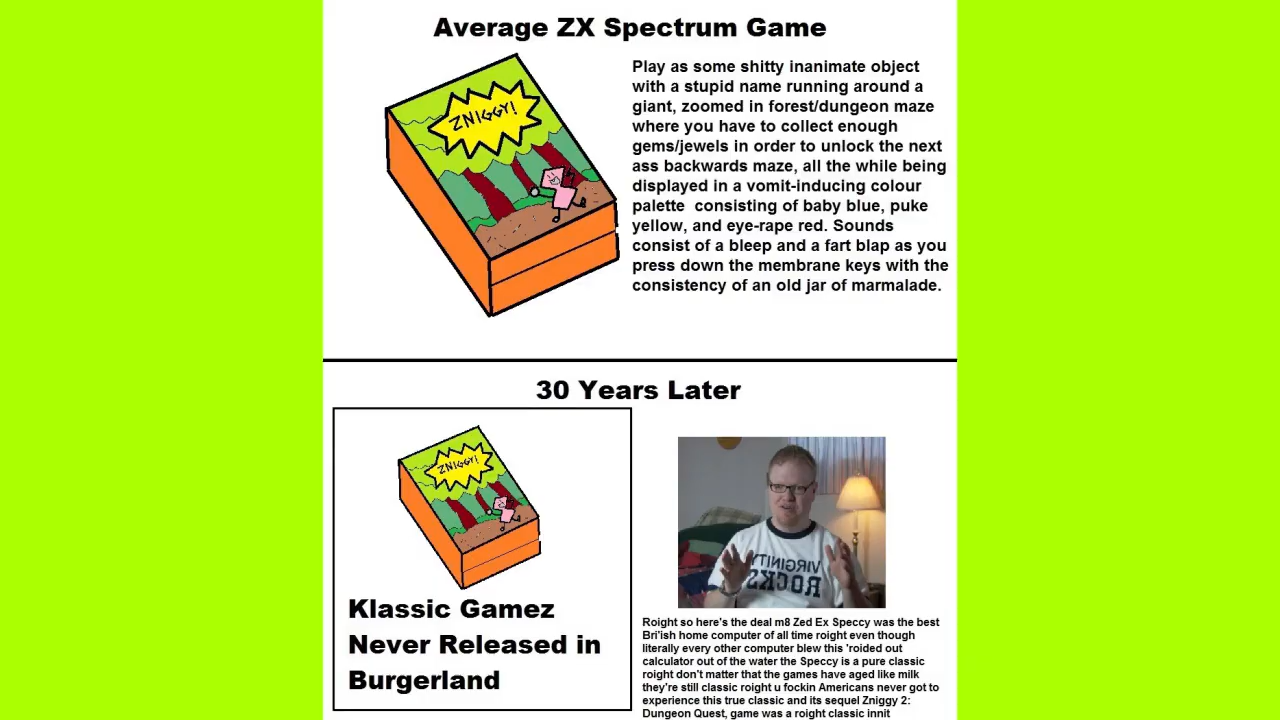 Average ZX Spectrum Game
ZNIGGY!
Play as some shitty inanimate object
with a stupid name running around a
giant, zoomed in forest/dungeon maze
where you have to collect enough
gems/jewels in order to unlock the next
ass backwards maze, all the while being
displayed in a vomit-inducing colour
palette consisting of baby blue, puke
yellow, and eye-rape red. Sounds
consist of a bleep and a fart blap as you
press down the membrane keys with the
consistency of an old jar of marmalade.
30 Years Later
ZNIGGY!
Klassic Gamez
Never Released in
Burgerland
VIRGINITY
ROCKS
Roight so here's the deal m8 Zed Ex Speccy was the best
Bri'ish home computer of all time roight even though
literally every other computer blew this 'roided out
calculator out of the water the Speccy is a pure classic
roight don't matter that the games have aged like milk
they're still classic roight u fockin Americans never got to
experience this true classic and its sequel Zniggy 2:
Dungeon Quest, game was a roight classic innit